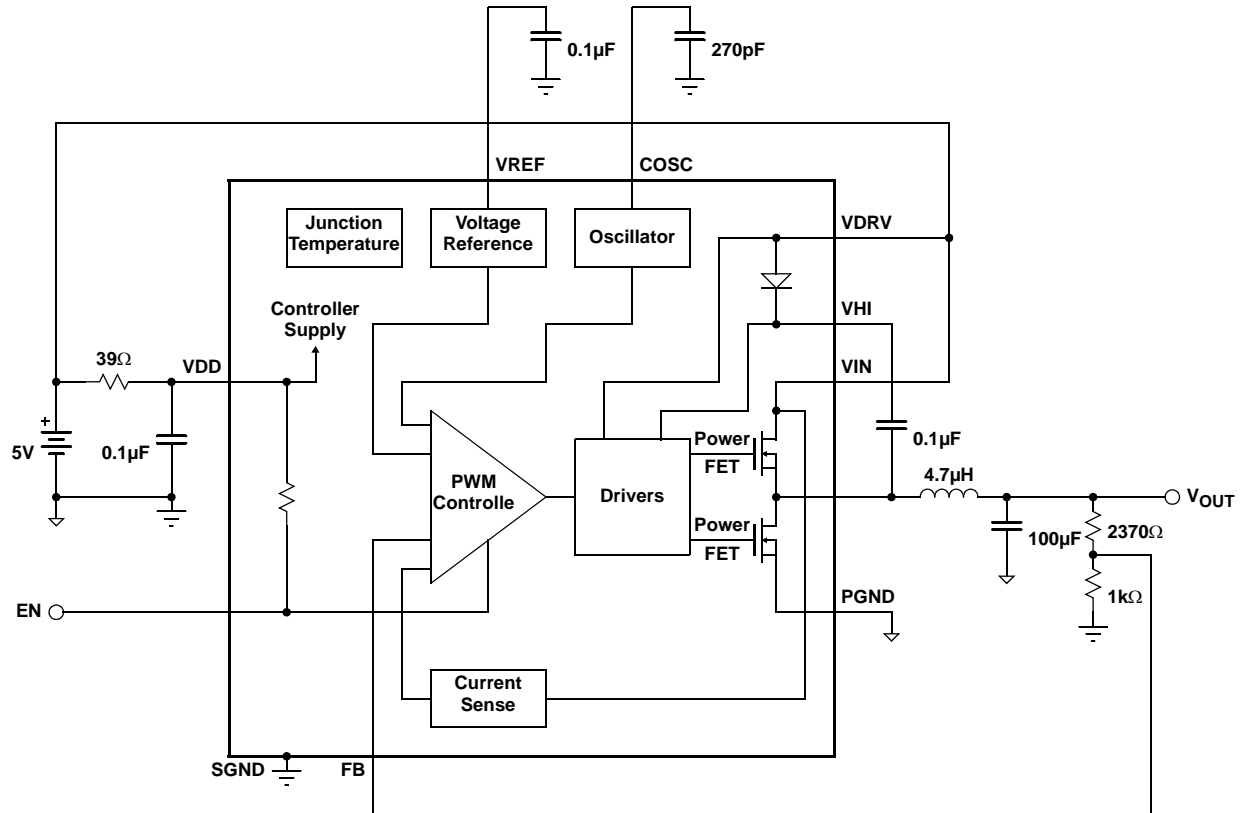 0.1µF
270pF
VREF
COSC
Junction
Temperature
Voltage
Reference
Oscillator
VDRV
Controller
Supply
VHI
39Ω
VDD
VIN
+
5V
0.1µF
PWM
Controlle
Drivers
Power
FET
Power
FET
0.1µF
4.7µH
VOUT
100µF
2370Ω
1kΩ
EN
PGND
Current
Sense
SGND
FB